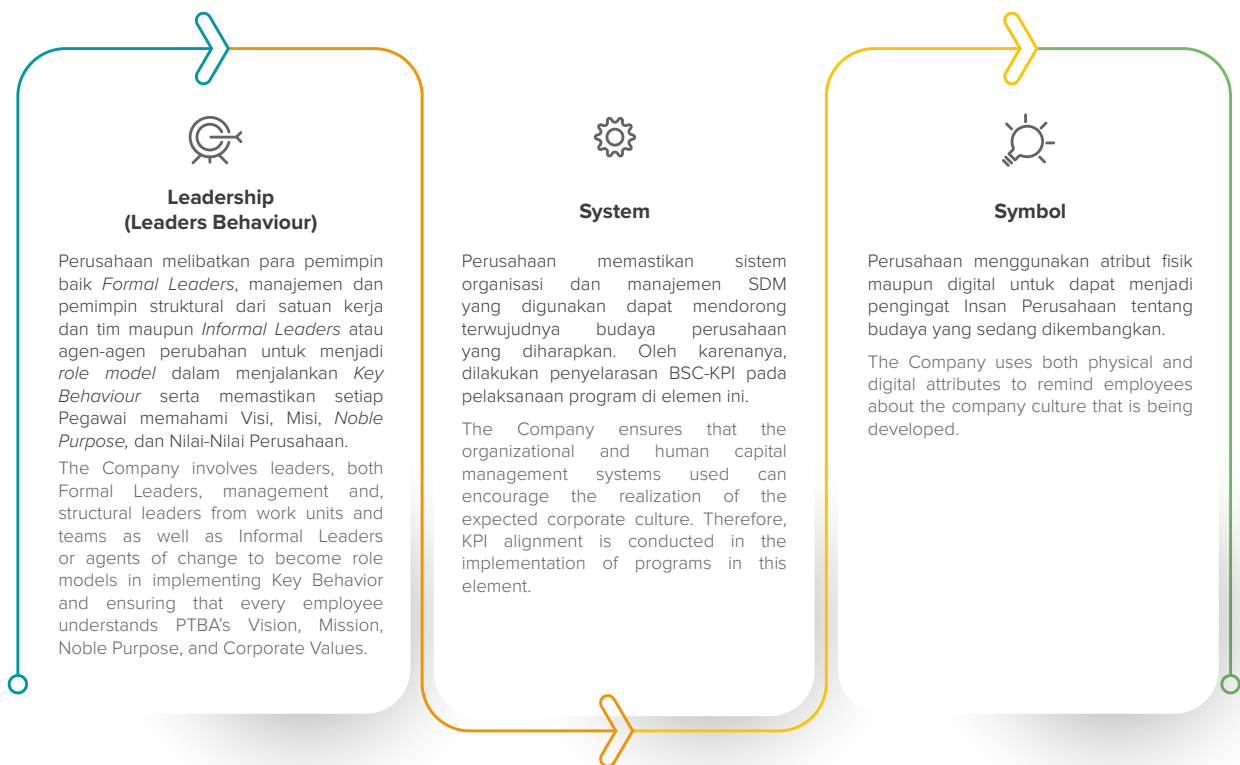 Leadership
(Leaders Behaviour)
Perusahaan melibatkan para pemimpin
baik Formal Leaders, manajemen dan
pemimpin struktural dari satuan kerja
dan tim maupun Informal Leaders atau
agen-agen perubahan untuk menjadi
role model dalam menjalankan Key
Behaviour serta memastikan setiap
Pegawai memahami Visi, Misi, Noble
Purpose, dan Nilai-Nilai Perusahaan.
The Company involves leaders, both
Formal Leaders, management and,
structural leaders from work units and
teams as well as Informal Leaders
or agents of change to become role
models in implementing Key Behavior
and ensuring that every employee
understands PTBA’s Vision, Mission,
Noble Purpose, and Corporate Values.
System
Perusahaan memastikan sistem
organisasi dan manajemen SDM
yang digunakan dapat mendorong
terwujudnya budaya perusahaan
yang diharapkan. Oleh karenanya,
dilakukan penyelarasan BSC-KPI pada
pelaksanaan program di elemen ini.
The Company ensures that the
organizational and human capital
management systems used can
encourage the realization of the
expected corporate culture. Therefore,
KPI alignment is conducted in the
implementation of programs in this
element.
Symbol
Perusahaan menggunakan atribut fisik
maupun digital untuk dapat menjadi
pengingat Insan Perusahaan tentang
budaya yang sedang dikembangkan.
The Company uses both physical and
digital attributes to remind employees
about the company culture that is being
developed.